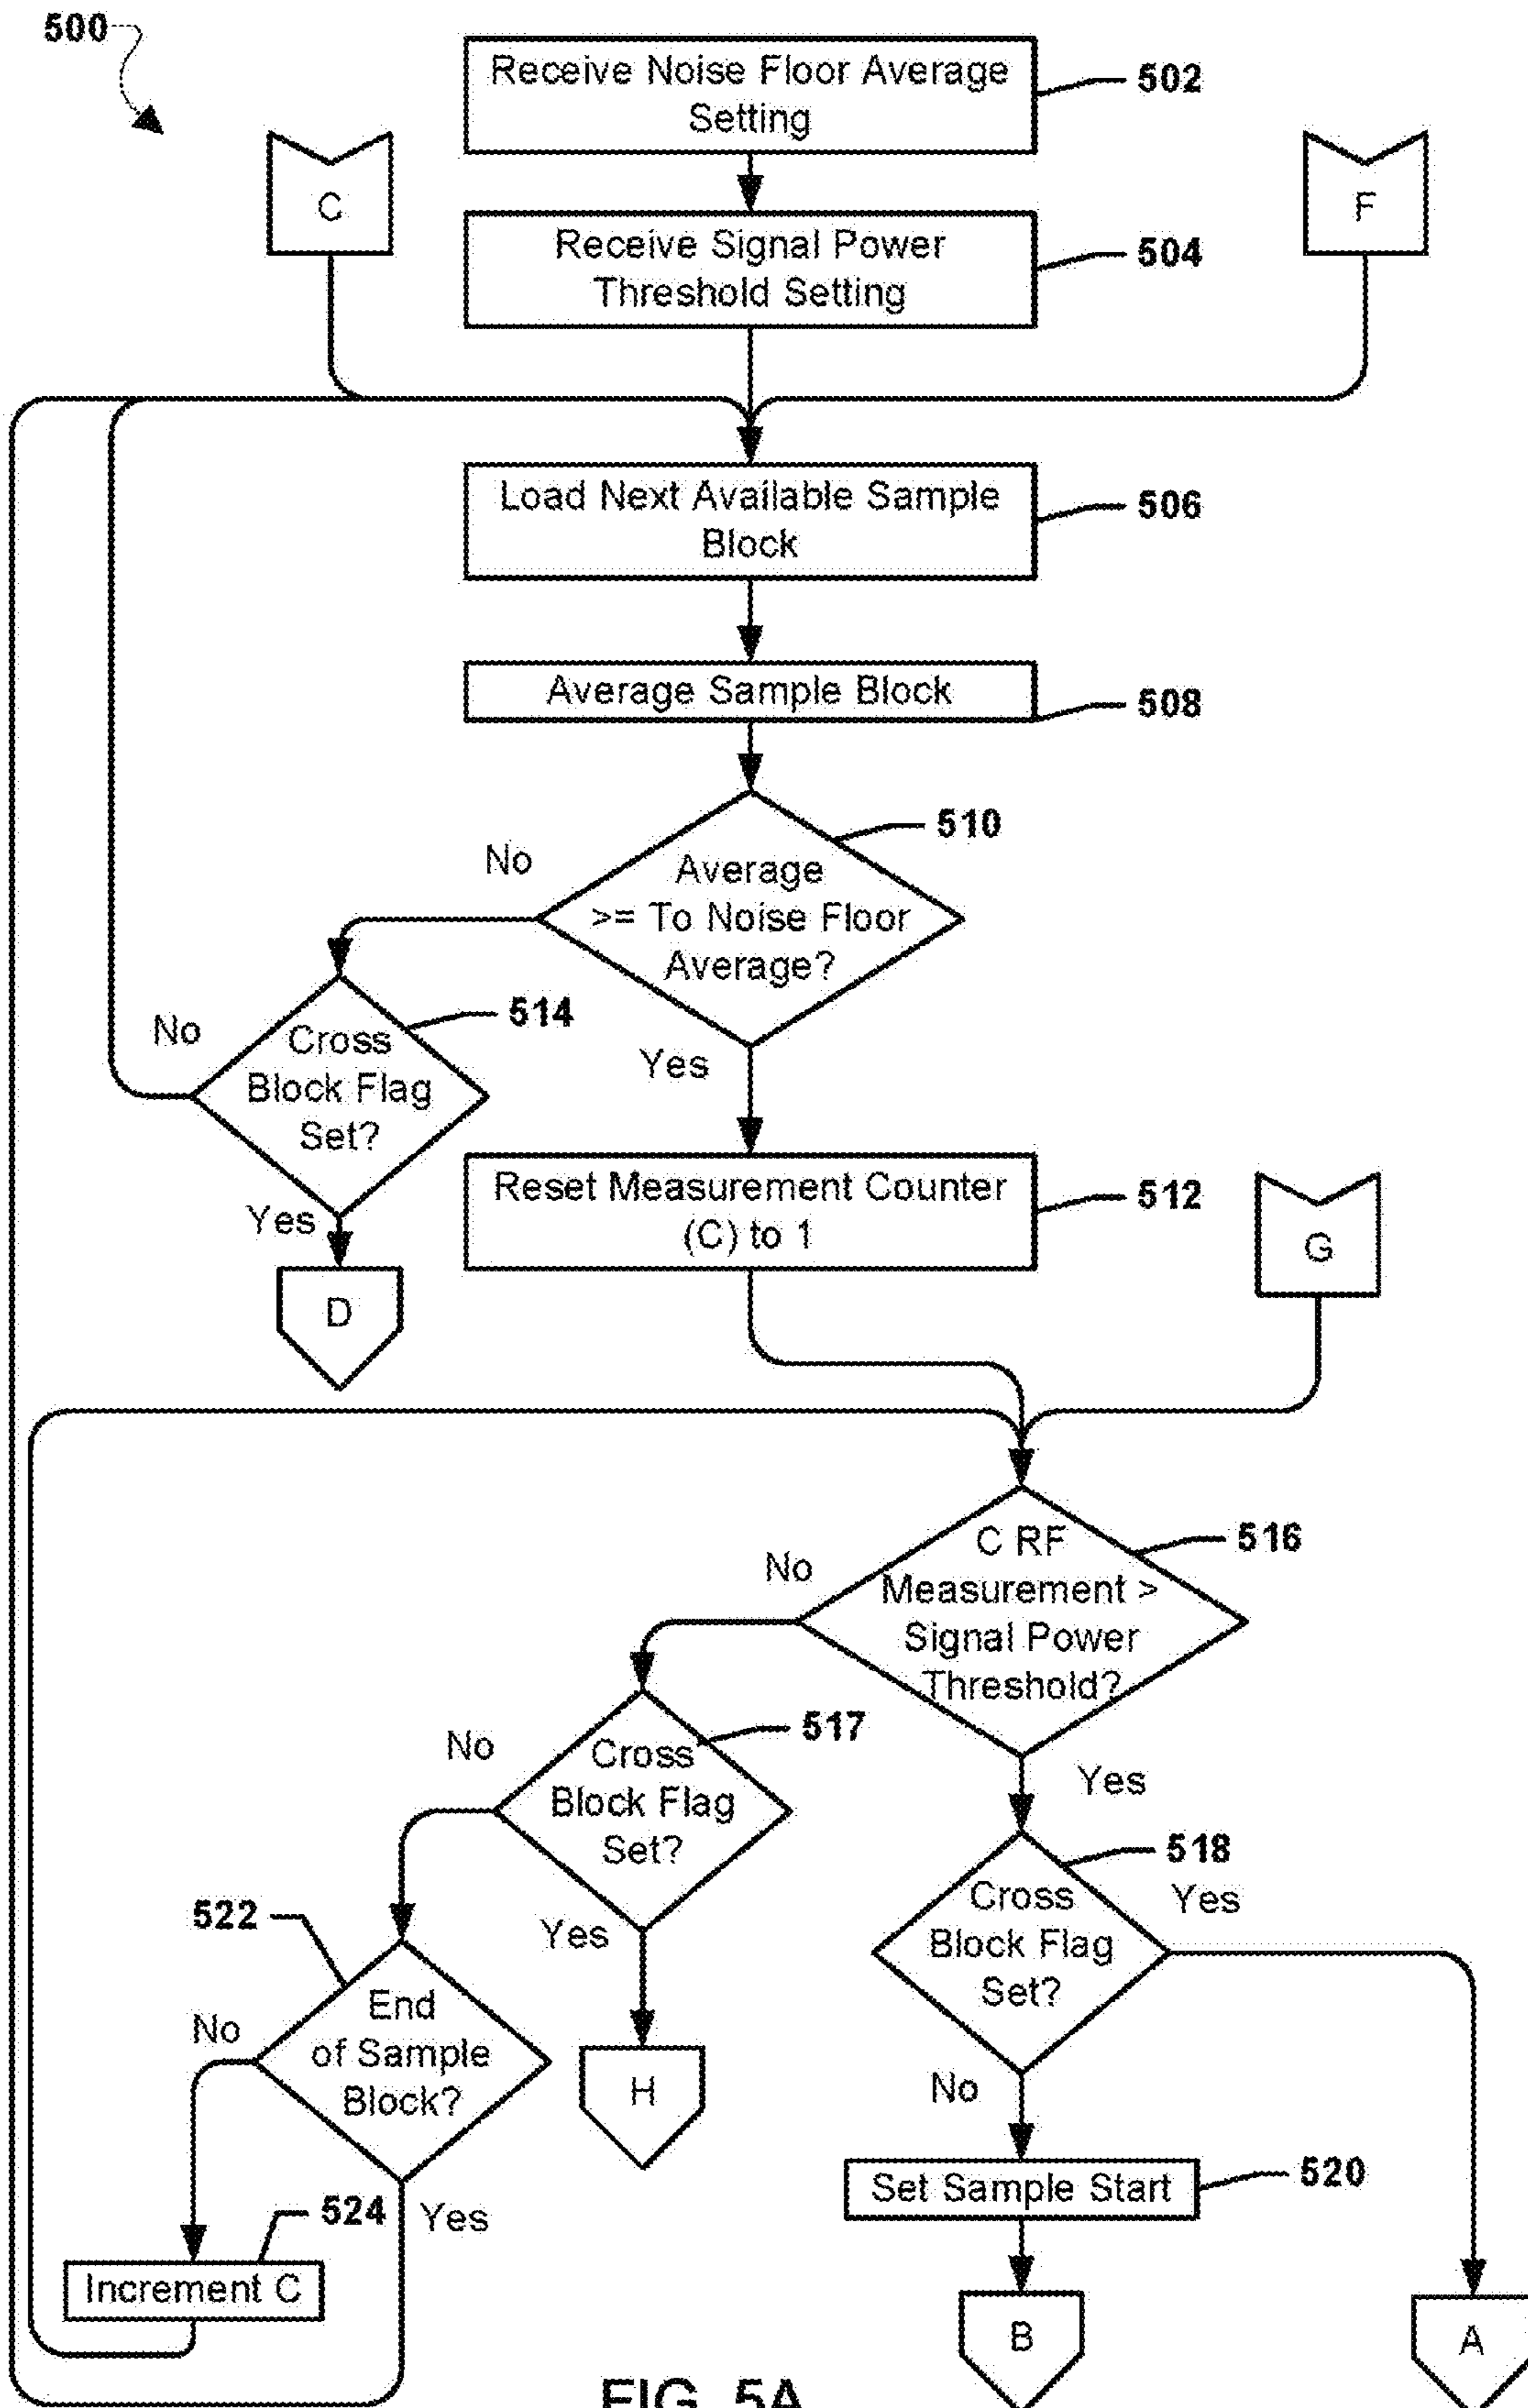 500
Receive Noise Floor Average
Setting
502
C
F
Receive Signal Power
Threshold Setting
504
Load Next Available Sample
Block
506
Average Sample Block
508
510
No
Average
>= To Noise Floor
Average?
514
No
Cross
Block Flag
Set?
Yes
Yes
Reset Measurement Counter
(C) to 1
512
G
D
C RF
Measurement >
Signal Power
Threshold?
516
No
517
No
Cross
Block Flag
Set?
Yes
518
Yes
Cross
Block Flag
Set?
522
Yes
End
of Sample
Block?
No
H
No
Set Sample Start
520
524
Yes
Increment C
B
A
FIG. 5A